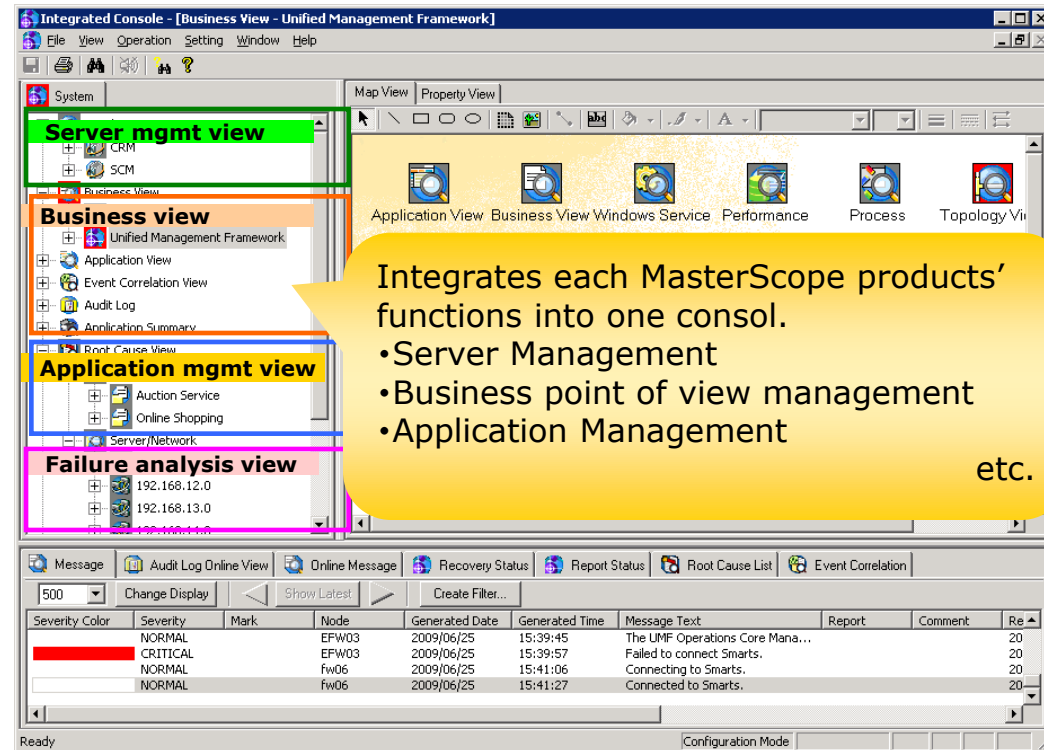 Integrated Console - [Business View - Unified Management Framework]
File View Operation Setting Window Help
System
Server mgmt view
CRM
SCM
Business View
Business view
Unified Management Framework
Application View
Event Correlation View
Audit Log
Application Summary
Root Cause View
Application mgmt view
Auction Service
Online Shopping
Server/Network
Failure analysis view
192.168.12.0
192.168.13.0
Map View Property View
abc A
Application View Business View Windows Service Performance Process Topology Vi
Integrates each MasterScope products’
functions into one consol.
•Server Management
•Business point of view management
•Application Management
etc.
Message Audit Log Online View Online Message Recovery Status Report Status Root Cause List Event Correlation
500 Change Display Show Latest Create Filter...
Severity Color Severity Mark Node Generated Date Generated Time Message Text Report Comment Re
NORMAL EFW03 2009/06/25 15:39:45 The UMF Operations Core Mana... 20
CRITICAL EFW03 2009/06/25 15:39:57 Failed to connect Smarts. 20
NORMAL fw06 2009/06/25 15:41:06 Connecting to Smarts. 20
NORMAL fw06 2009/06/25 15:41:27 Connected to Smarts. 20
Ready Configuration Mode